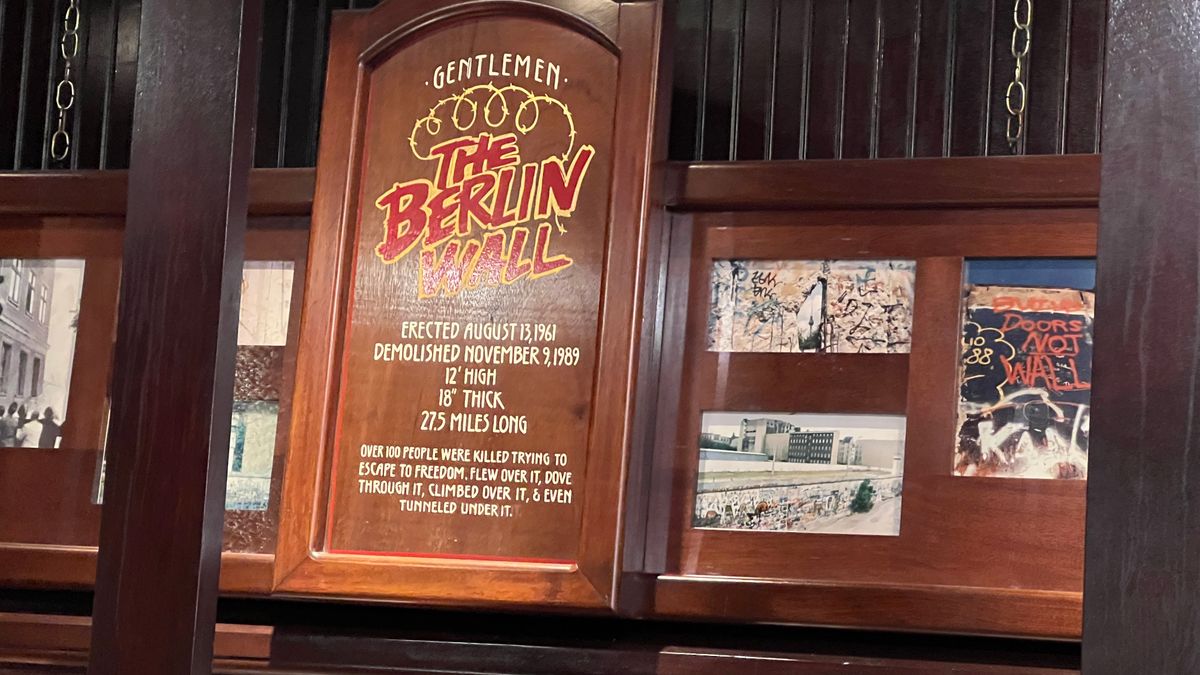 ·GENTLEMEN·
THE
BERLIN
WALL
ERECTED AUGUST 13, 1961
DEMOLISHED NOVEMBER 9, 1989
12' HIGH
18" THICK
27.5 MILES LONG
OVER 100 PEOPLE WERE KILLED TRYING TO
ESCAPE TO FREEDOM. FLEW OVER IT, DOVE
THROUGH IT, CLIMBED OVER IT, & EVEN
TUNNELED UNDER IT.
DOORS
NOT
WALL